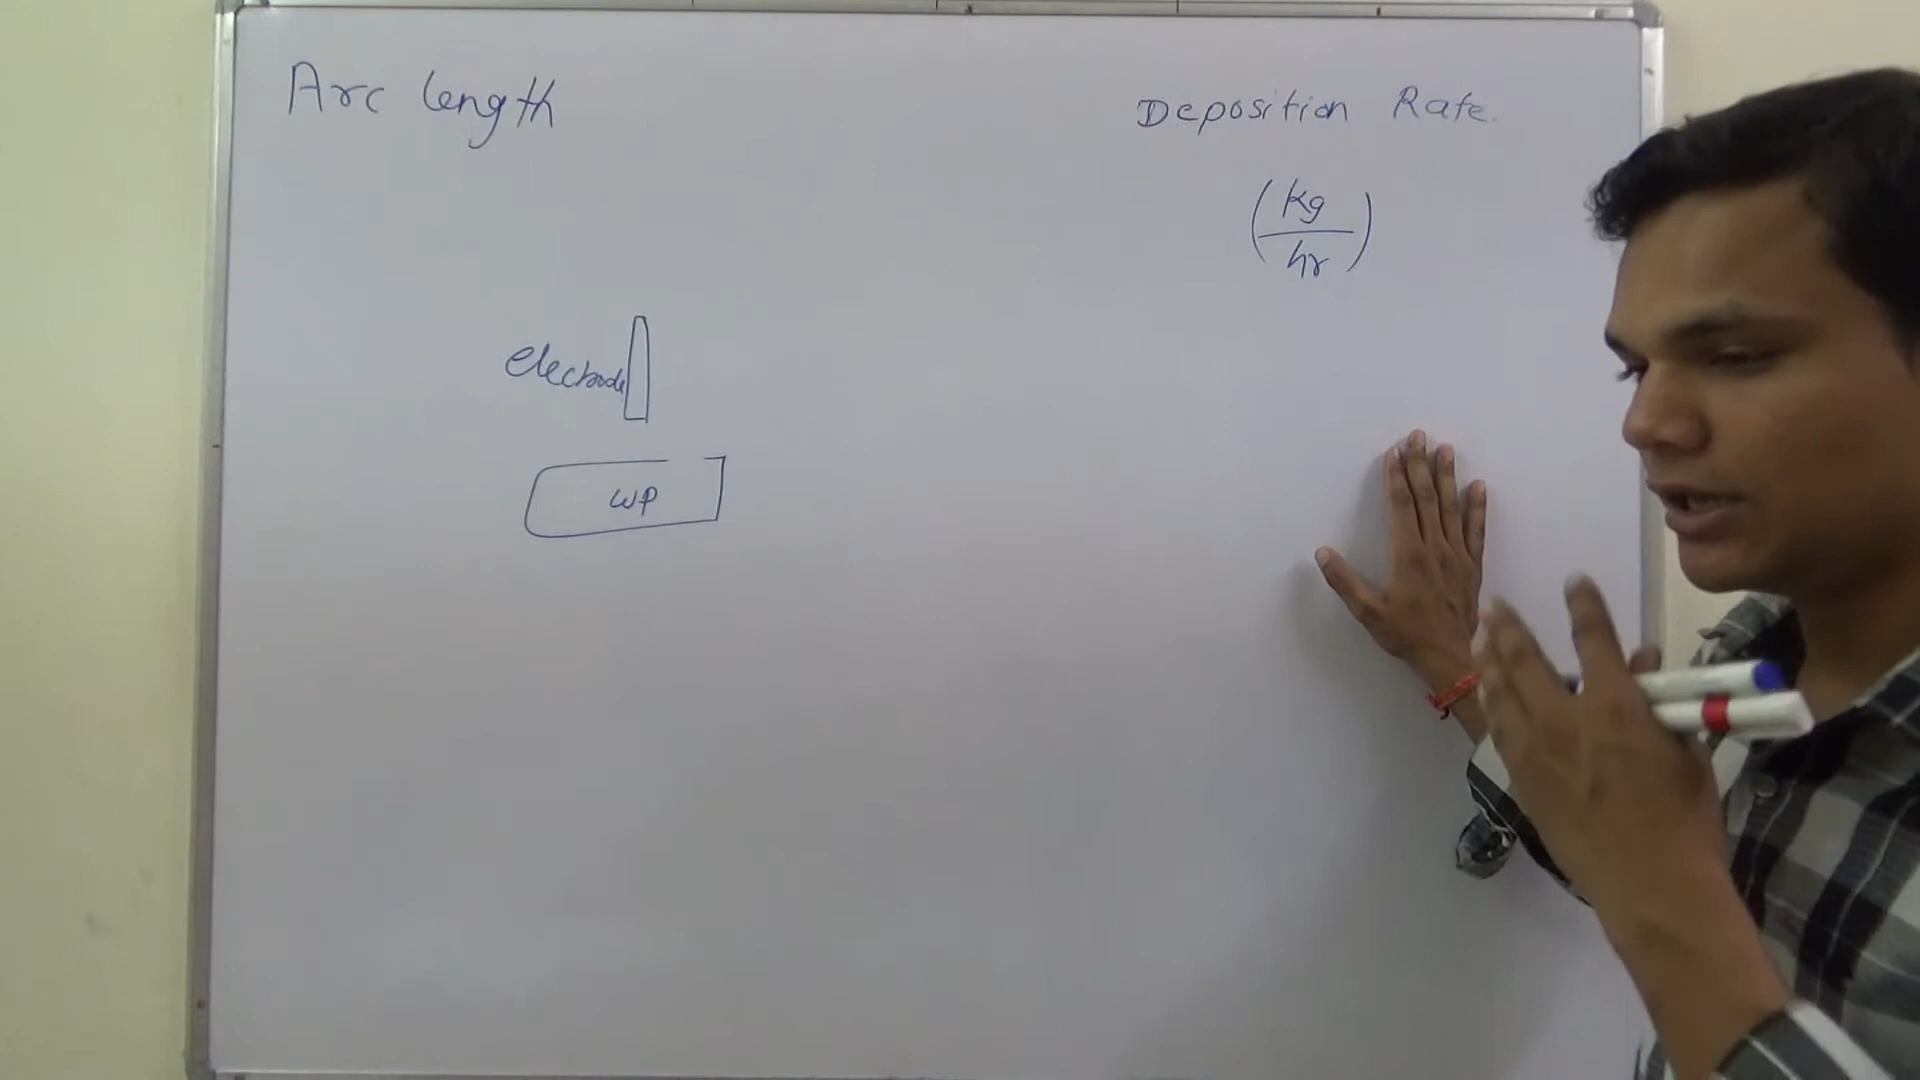 Arc length
Deposition Rate.
(kg
hr)
electrode
WP